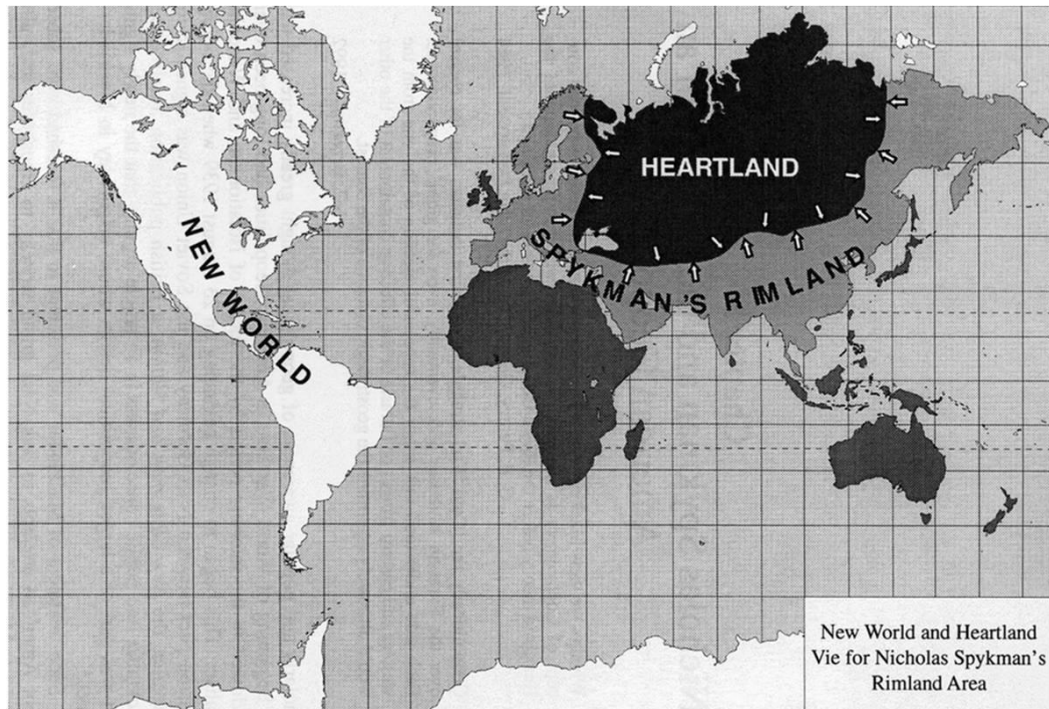 HEARTLAND
NEW WORLD
SPYKMAN'S RIMLAND
New World and Heartland
Vie for Nicholas Spykman's
Rimland Area